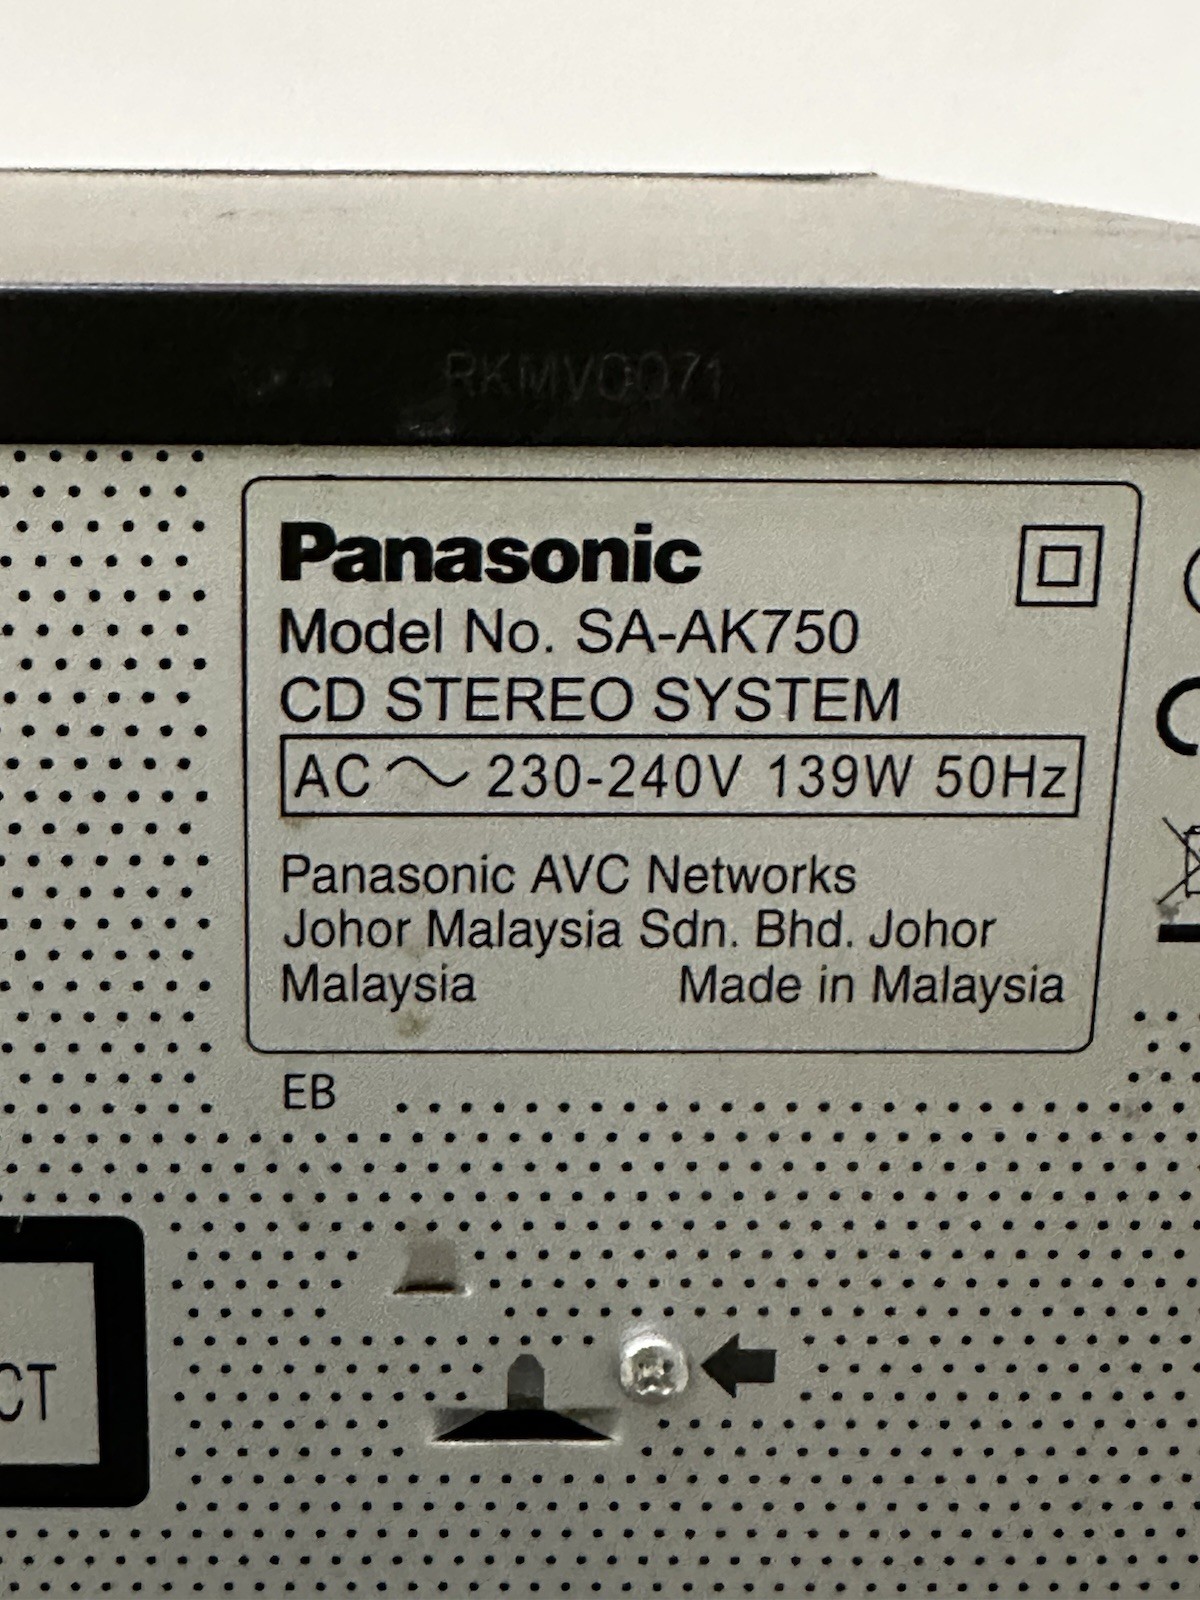 RKMV0071
Panasonic
Model No. SA-AK750
CD STEREO SYSTEM
AC ~ 230-240V 139W 50Hz
Panasonic AVC Networks
Johor Malaysia Sdn. Bhd. Johor
Malaysia Made in Malaysia
EB
CT